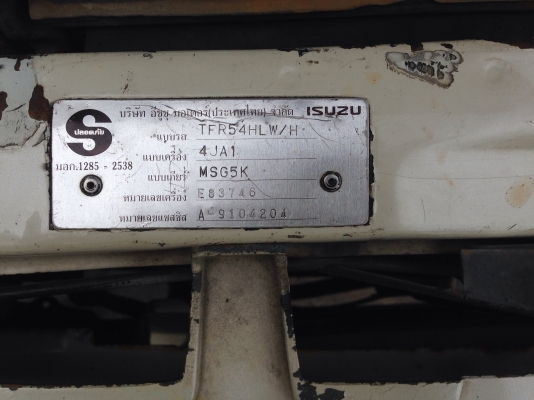 บริษัท อีซูซุ มอเตอร์(ประเทศไทย) จำกัด ISUZU
S
ปลอดภัย
มอก.1285-2538
แบบรถ TFR54HLW/H
แบบเครื่อง 4JA1
แบบเกียร์ MSG5K
หมายเลขเครื่อง E83746
หมายเลขแชสซีส A-9104204